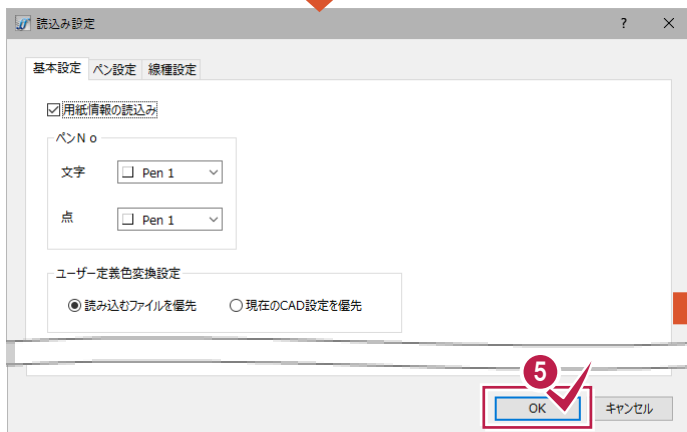 読込み設定
? ×
基本設定 ペン設定 線種設定
用紙情報の読込み
ペンNo
文字 Pen 1
点 Pen 1
ユーザー定義色変換設定
読み込むファイルを優先 現在のCAD設定を優先
5
OK キャンセル